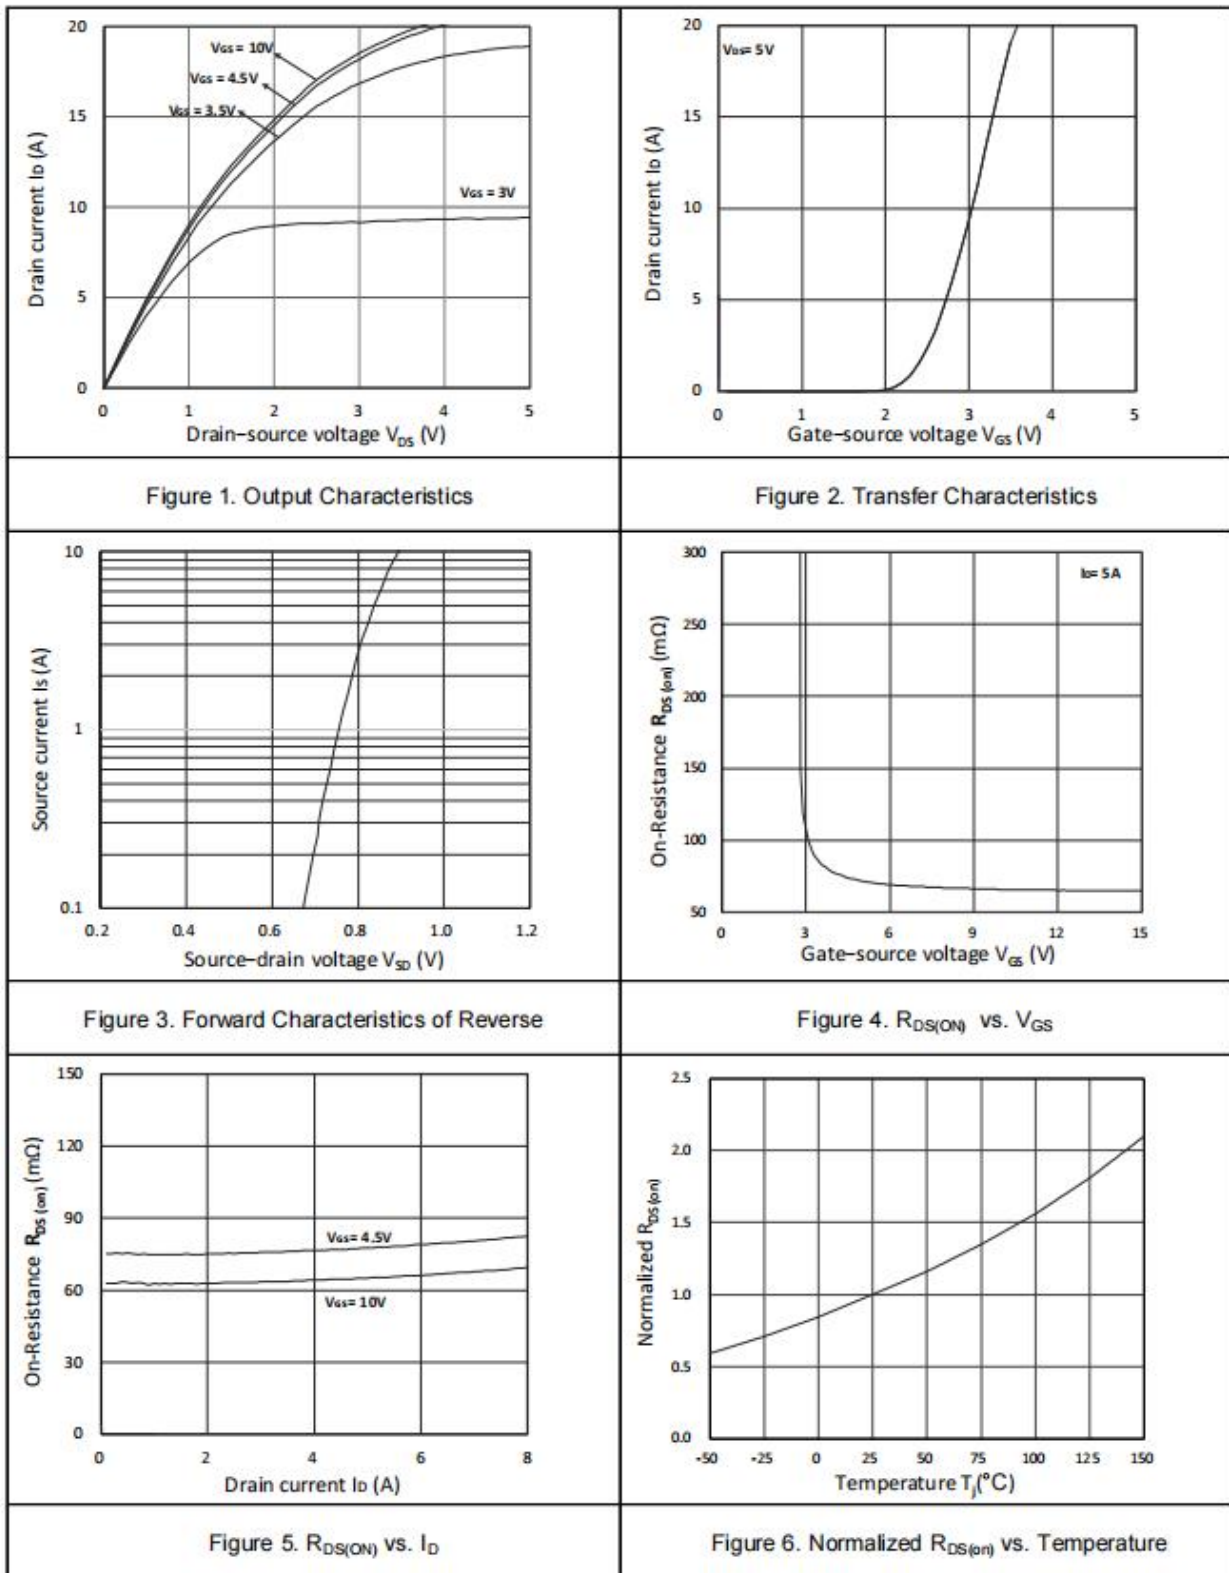 Drain current ID (A)
20
15
10
5
0
VGS = 10V
VGS = 4.5V
VGS = 3.5V
VGS = 3V
0 1 2 3 4 5
Drain−source voltage VDS (V)
Figure 1. Output Characteristics
Drain current ID (A)
20
15
10
5
0
VDS= 5V
0 1 2 3 4 5
Gate−source voltage VGS (V)
Figure 2. Transfer Characteristics
Source current IS (A)
10
1
0.1
0.2 0.4 0.6 0.8 1.0 1.2
Source−drain voltage VSD (V)
Figure 3. Forward Characteristics of Reverse
On-Resistance RDS (on) (mΩ)
300
250
200
150
100
50
ID= 5A
0 3 6 9 12 15
Gate−source voltage VGS (V)
Figure 4. RDS(ON) vs. VGS
On-Resistance RDS (on) (mΩ)
150
120
90
60
30
0
VGS= 4.5V
VGS= 10V
0 2 4 6 8
Drain current ID (A)
Figure 5. RDS(ON) vs. ID
Normalized RDS(on)
2.5
2.0
1.5
1.0
0.5
0.0
-50 -25 0 25 50 75 100 125 150
Temperature Tj(°C)
Figure 6. Normalized RDS(on) vs. Temperature